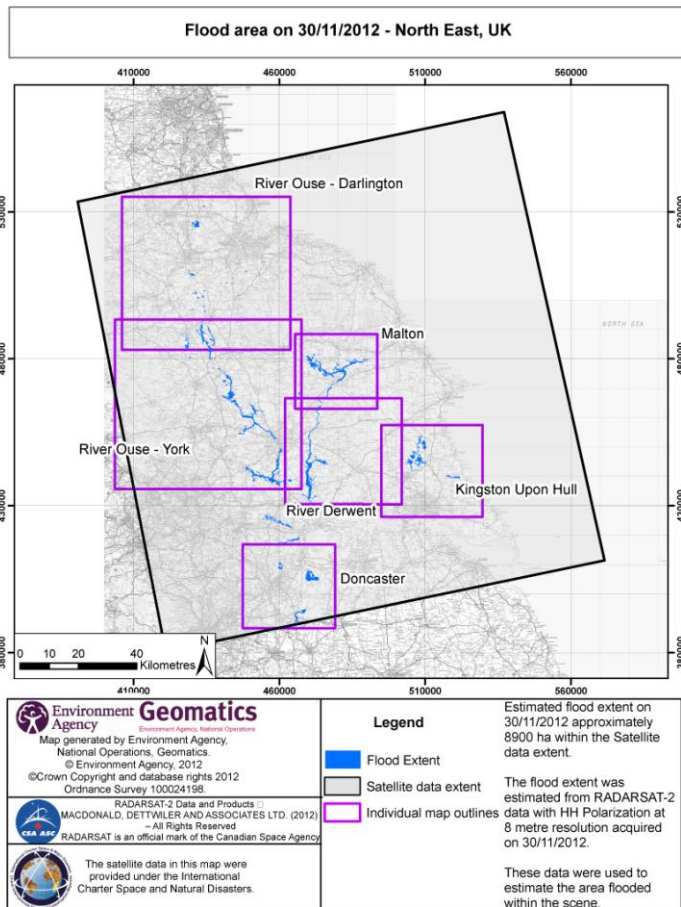 Flood area on 30/11/2012 - North East, UK
410000 460000 510000 560000
River Ouse - Darlington
530000
530000
NORTH SEA
Malton
480000
480000
River Ouse - York
Kingston Upon Hull
430000
430000
River Derwent
Doncaster
N
0 10 20 40
Kilometres
380000
380000
410000 460000 510000 560000
Environment Agency
Geomatics
Environment Agency, National Operations
Map generated by Environment Agency,
National Operations, Geomatics.
© Environment Agency, 2012
©Crown Copyright and database rights 2012
Ordnance Survey 100024198.
CSA ASC
RADARSAT-2 Data and Products
MACDONALD, DETTWILER AND ASSOCIATES LTD. (2012)
– All Rights Reserved
RADARSAT is an official mark of the Canadian Space Agency
The satellite data in this map were
provided under the International
Charter Space and Natural Disasters.
Legend
Flood Extent
Satellite data extent
Individual map outlines
Estimated flood extent on
30/11/2012 approximately
8900 ha within the Satellite
data extent.
The flood extent was
estimated from RADARSAT-2
data with HH Polarization at
8 metre resolution acquired
on 30/11/2012.
These data were used to
estimate the area flooded
within the scene.